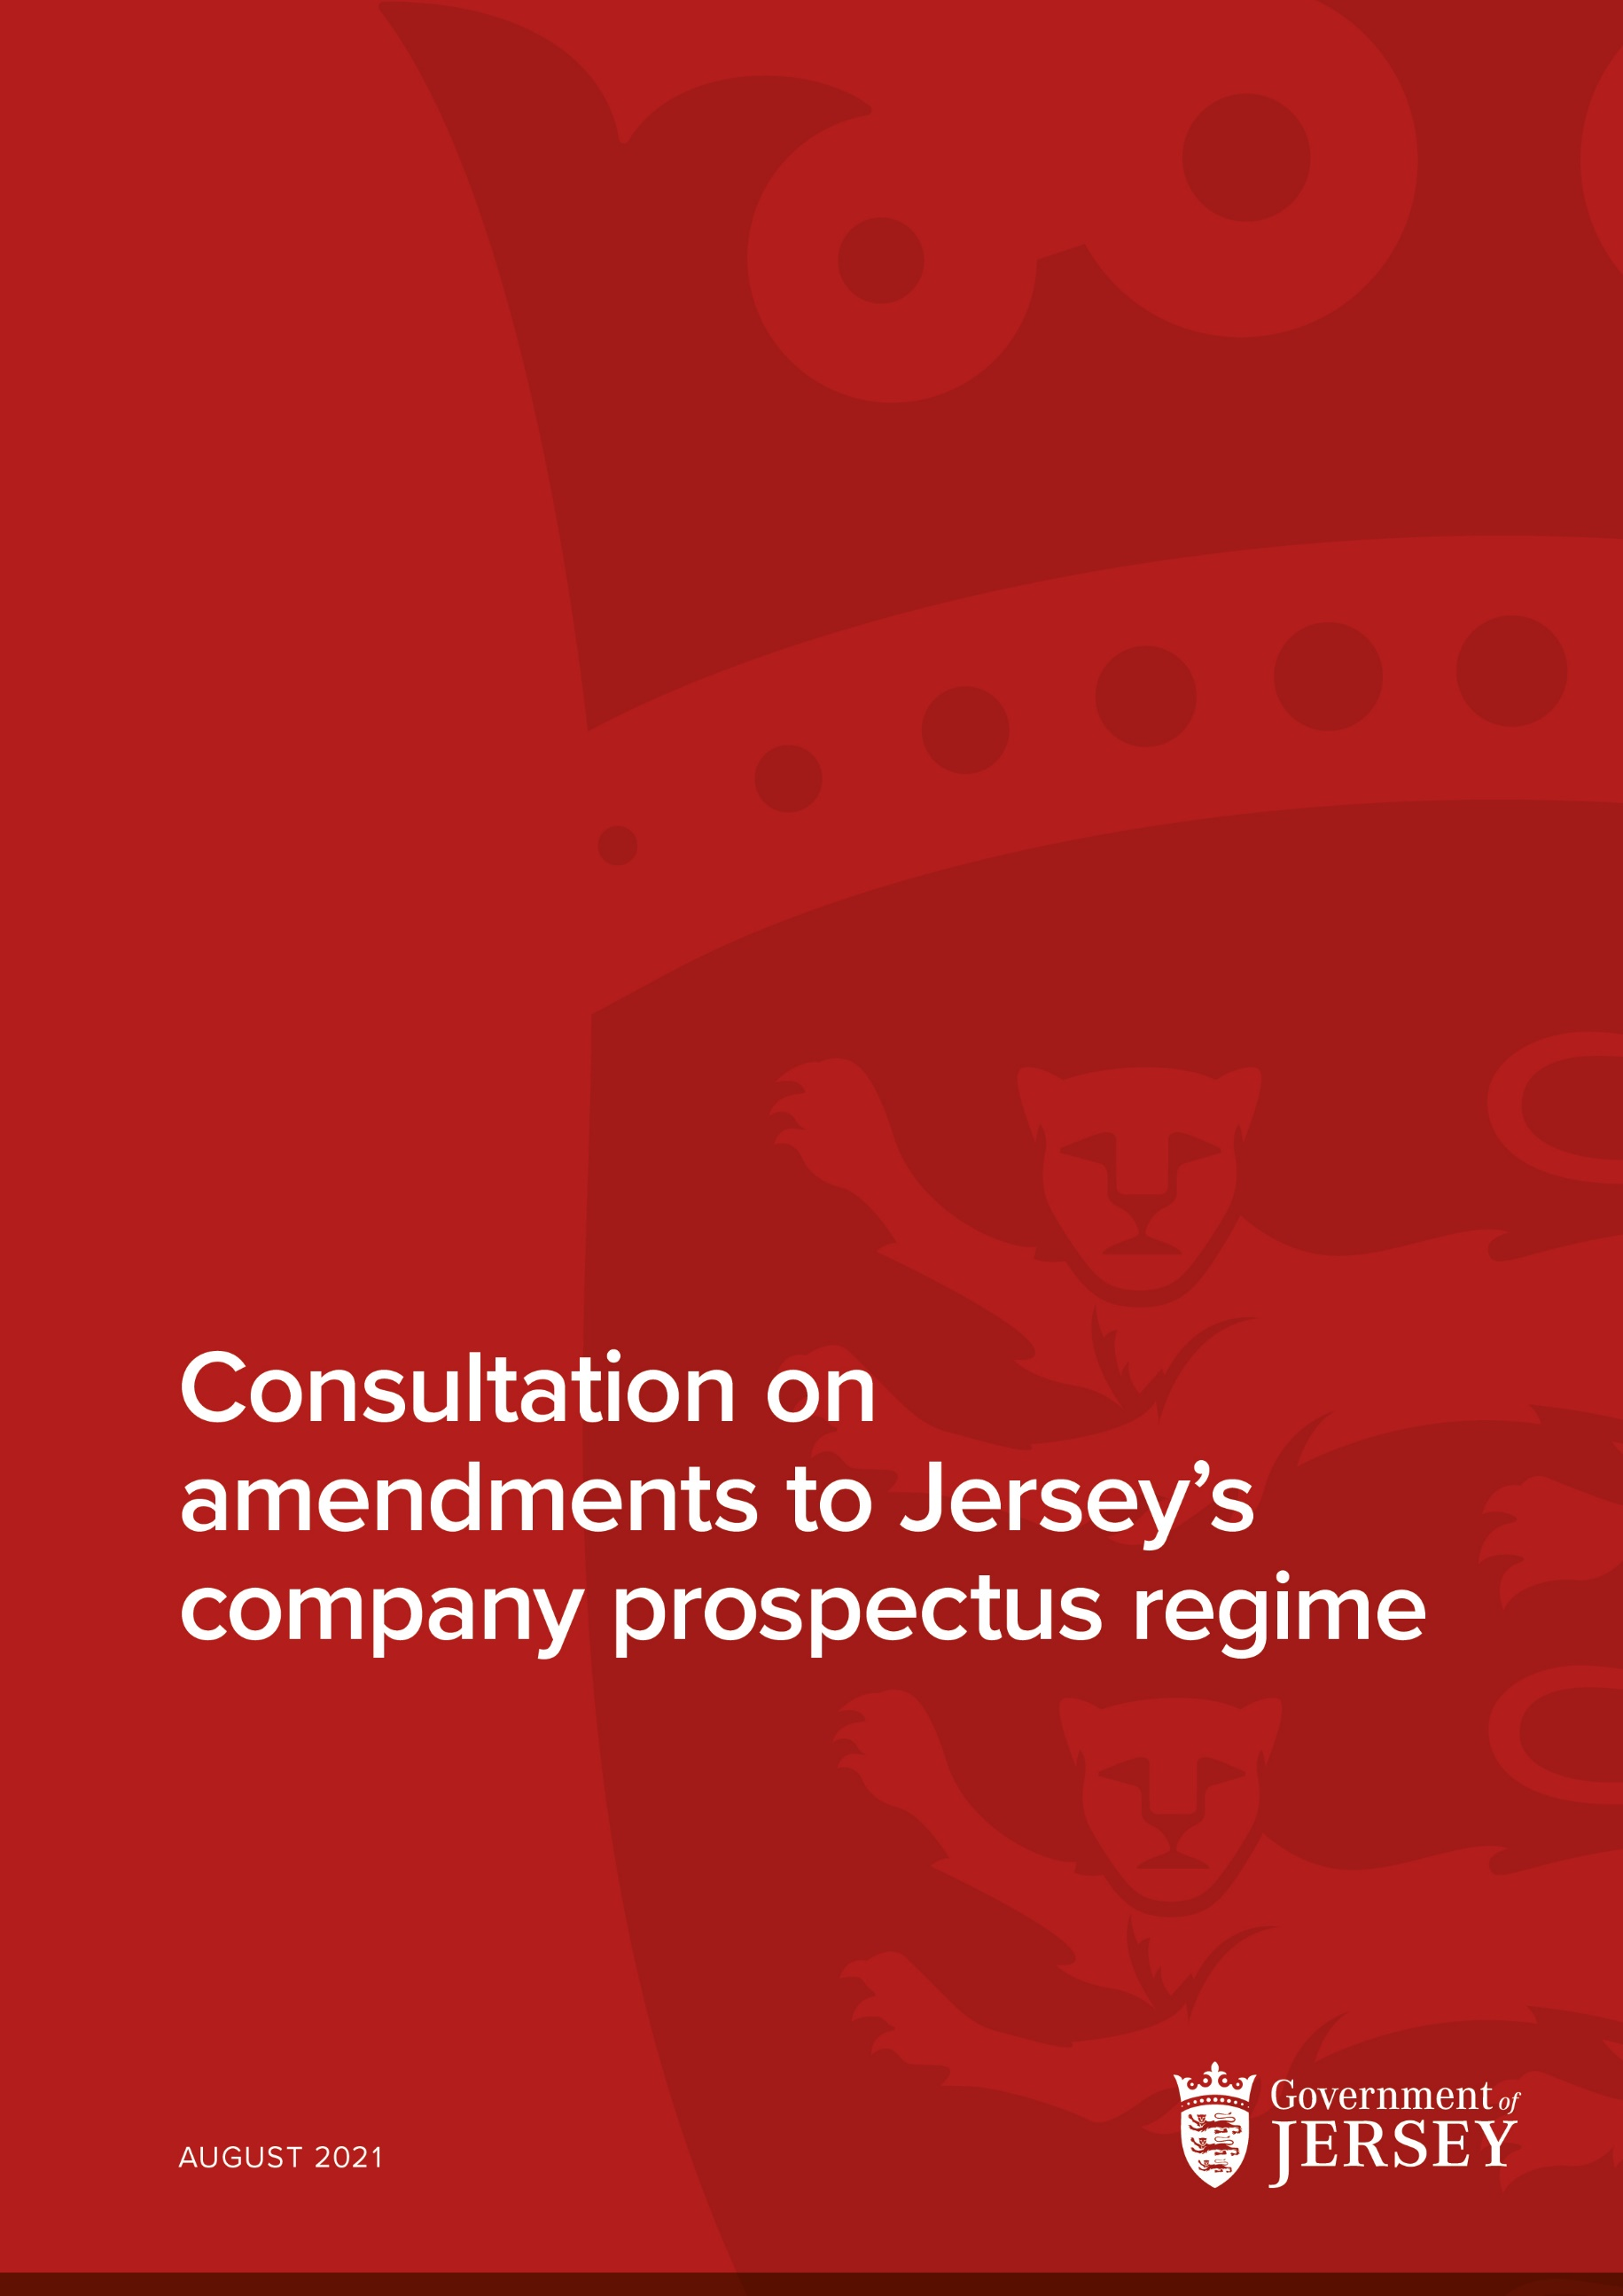 Consultation on
amendments to Jersey’s
company prospectus regime
AUGUST 2021
Government of
JERSEY